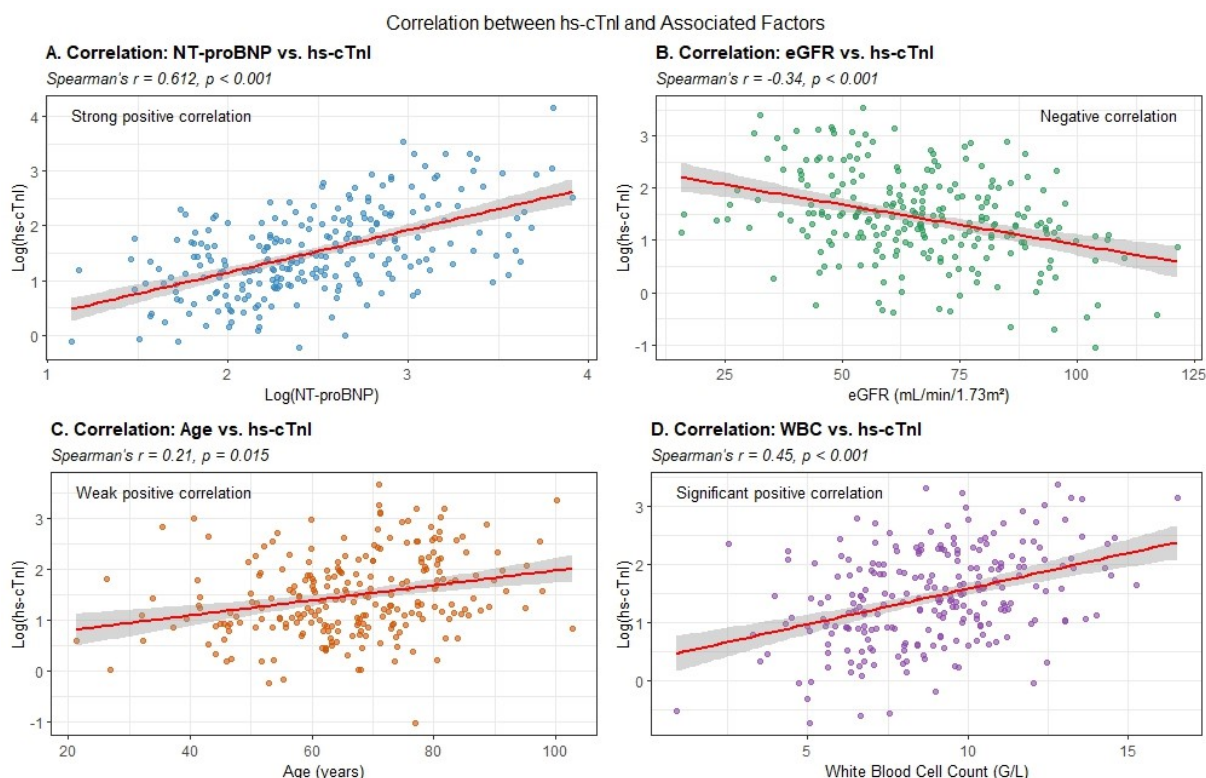 Correlation between hs-cTnI and Associated Factors
A. Correlation: NT-proBNP vs. hs-cTnI
Spearman's r = 0.612, p < 0.001
Strong positive correlation
Log(hs-cTnI)
4
3
2
1
0
1
2
3
4
Log(NT-proBNP)
B. Correlation: eGFR vs. hs-cTnI
Spearman's r = -0.34, p < 0.001
Negative correlation
Log(hs-cTnI)
3
2
1
0
-1
25
50
75
100
125
eGFR (mL/min/1.73m²)
C. Correlation: Age vs. hs-cTnI
Spearman's r = 0.21, p = 0.015
Weak positive correlation
Log(hs-cTnI)
3
2
1
0
-1
20
40
60
80
100
Age (years)
D. Correlation: WBC vs. hs-cTnI
Spearman's r = 0.45, p < 0.001
Significant positive correlation
Log(hs-cTnI)
3
2
1
0
5
10
15
White Blood Cell Count (G/L)